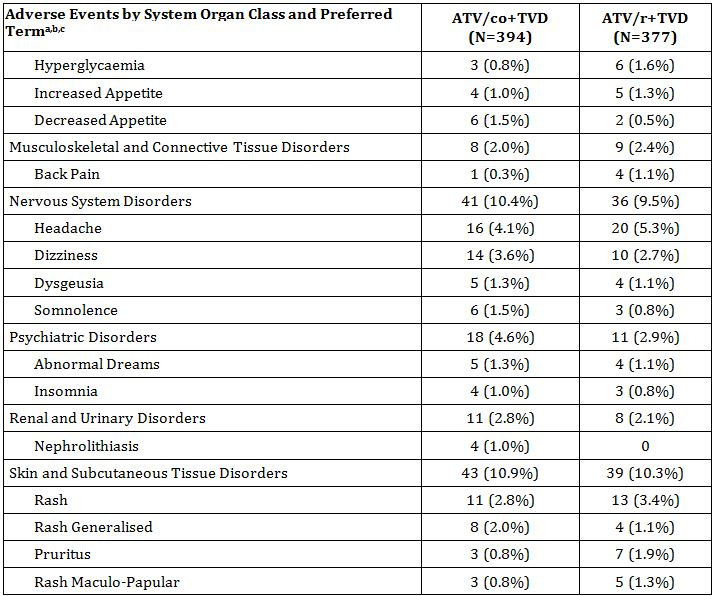 Adverse Events by System Organ Class and Preferred Term^a,b,c | ATV/co+TVD (N=394) | ATV/r+TVD (N=377)
Hyperglycaemia | 3 (0.8%) | 6 (1.6%)
Increased Appetite | 4 (1.0%) | 5 (1.3%)
Decreased Appetite | 6 (1.5%) | 2 (0.5%)
Musculoskeletal and Connective Tissue Disorders | 8 (2.0%) | 9 (2.4%)
Back Pain | 1 (0.3%) | 4 (1.1%)
Nervous System Disorders | 41 (10.4%) | 36 (9.5%)
Headache | 16 (4.1%) | 20 (5.3%)
Dizziness | 14 (3.6%) | 10 (2.7%)
Dysgeusia | 5 (1.3%) | 4 (1.1%)
Somnolence | 6 (1.5%) | 3 (0.8%)
Psychiatric Disorders | 18 (4.6%) | 11 (2.9%)
Abnormal Dreams | 5 (1.3%) | 4 (1.1%)
Insomnia | 4 (1.0%) | 3 (0.8%)
Renal and Urinary Disorders | 11 (2.8%) | 8 (2.1%)
Nephrolithiasis | 4 (1.0%) | 0
Skin and Subcutaneous Tissue Disorders | 43 (10.9%) | 39 (10.3%)
Rash | 11 (2.8%) | 13 (3.4%)
Rash Generalised | 8 (2.0%) | 4 (1.1%)
Pruritus | 3 (0.8%) | 7 (1.9%)
Rash Maculo-Papular | 3 (0.8%) | 5 (1.3%)